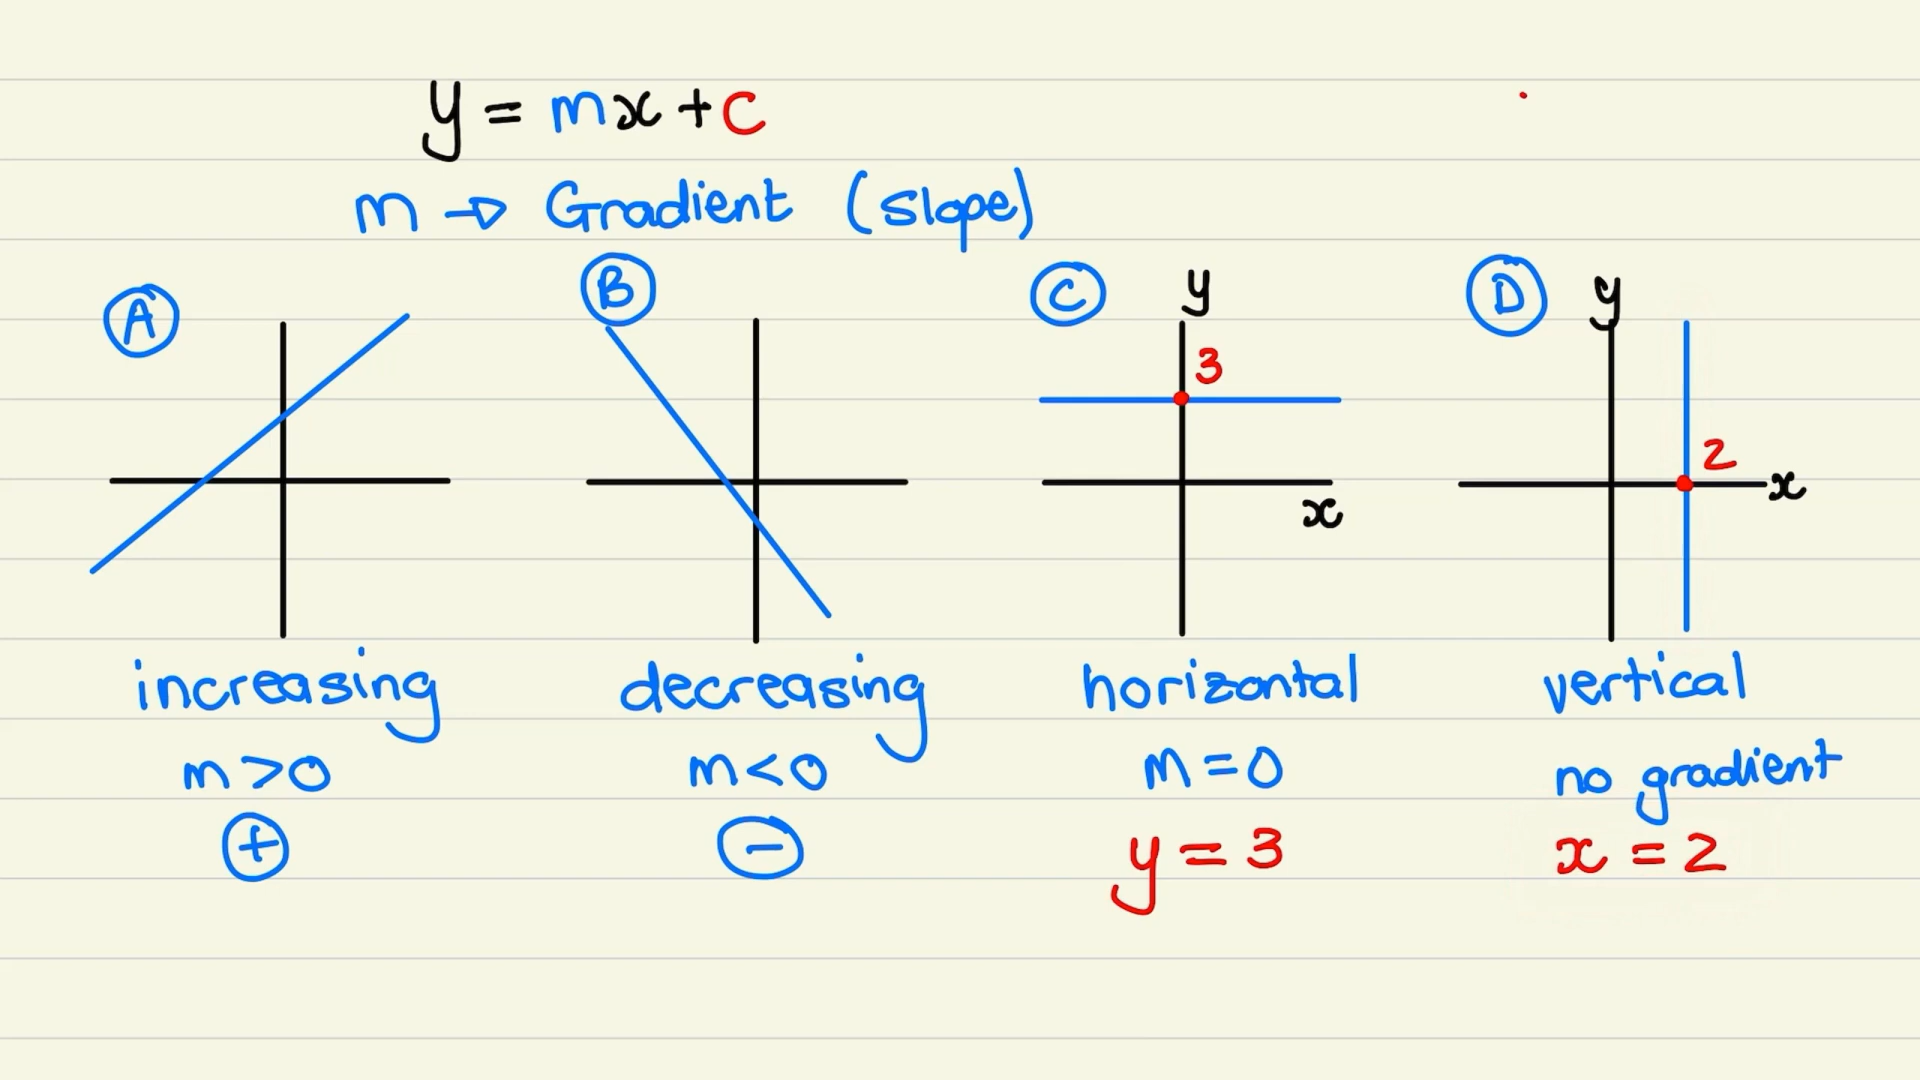 y = mx + c
m → Gradient (slope)
A
B
C
y
3
x
D
y
2
x
increasing
m > 0
+
decreasing
m < 0
−
horizontal
m = 0
y = 3
vertical
no gradient
x = 2